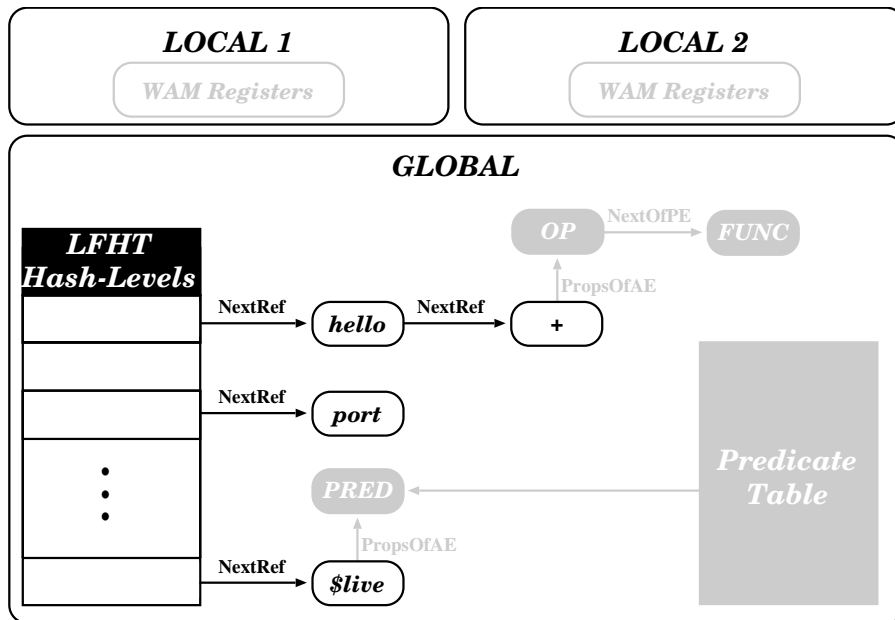 LOCAL 1
LOCAL 2
WAM Registers
WAM Registers
GLOBAL
OP
NextOfPE
FUNC
LFHT
Hash-Levels
PropsOfAE
NextRef
hello
NextRef
+
NextRef
port
Predicate
Table
PRED
PropsOfAE
NextRef
$live